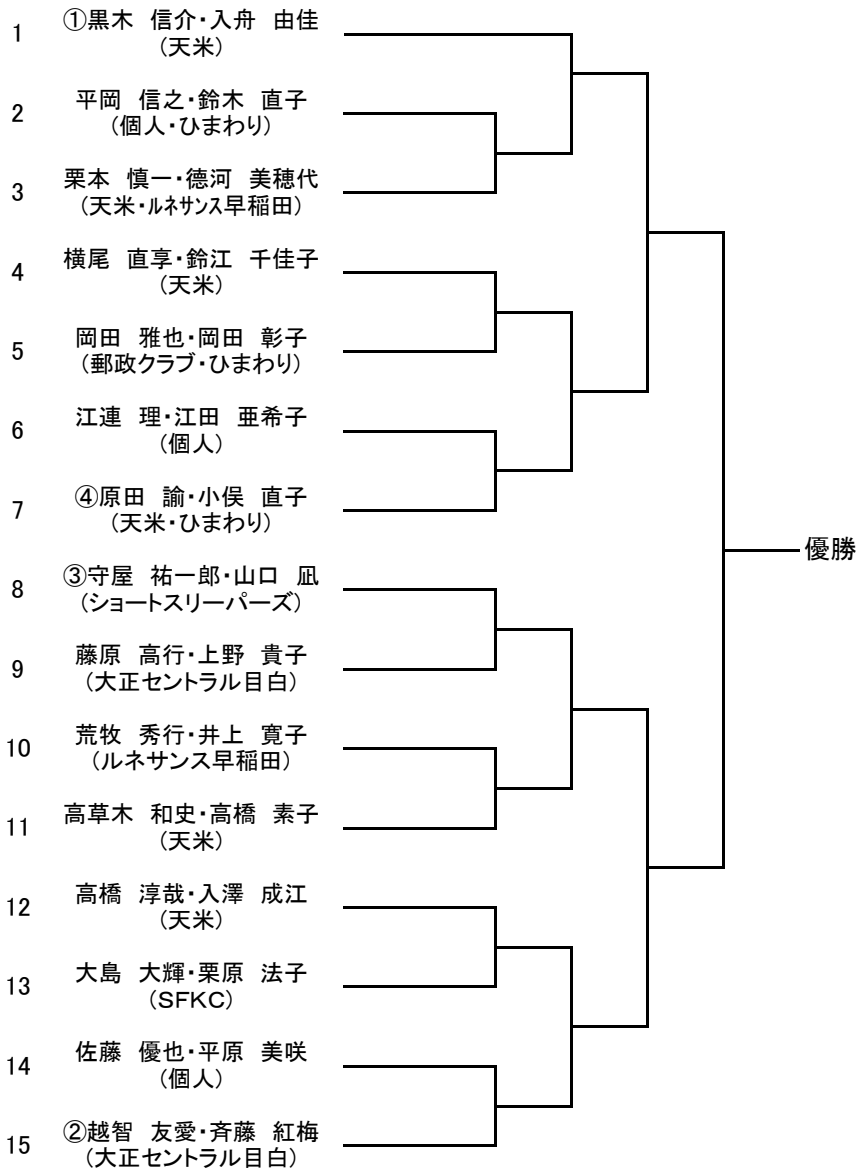 1 ①黒木　信介・入舟　由佳
（天米）
2 平岡　信之・鈴木　直子
（個人・ひまわり）
3 栗本　慎一・徳河　美穂代
（天米・ﾙﾈｻﾝｽ早稲田）
4 横尾　直享・鈴江　千佳子
（天米）
5 岡田　雅也・岡田　彰子
（郵政クラブ・ひまわり）
6 江連　理・江田　亜希子
（個人）
7 ④原田　諭・小俣　直子
（天米・ひまわり）
優勝
8 ③守屋　祐一郎・山口　凪
（ショートスリーパーズ）
9 藤原　高行・上野　貴子
（大正セントラル目白）
10 荒牧　秀行・井上　寛子
（ルネサンス早稲田）
11 高草木　和史・高橋　素子
（天米）
12 高橋　淳哉・入澤　成江
（天米）
13 大島　大輝・栗原　法子
（ＳＦＫＣ）
14 佐藤　優也・平原　美咲
（個人）
15 ②越智　友愛・斉藤　紅梅
（大正セントラル目白）